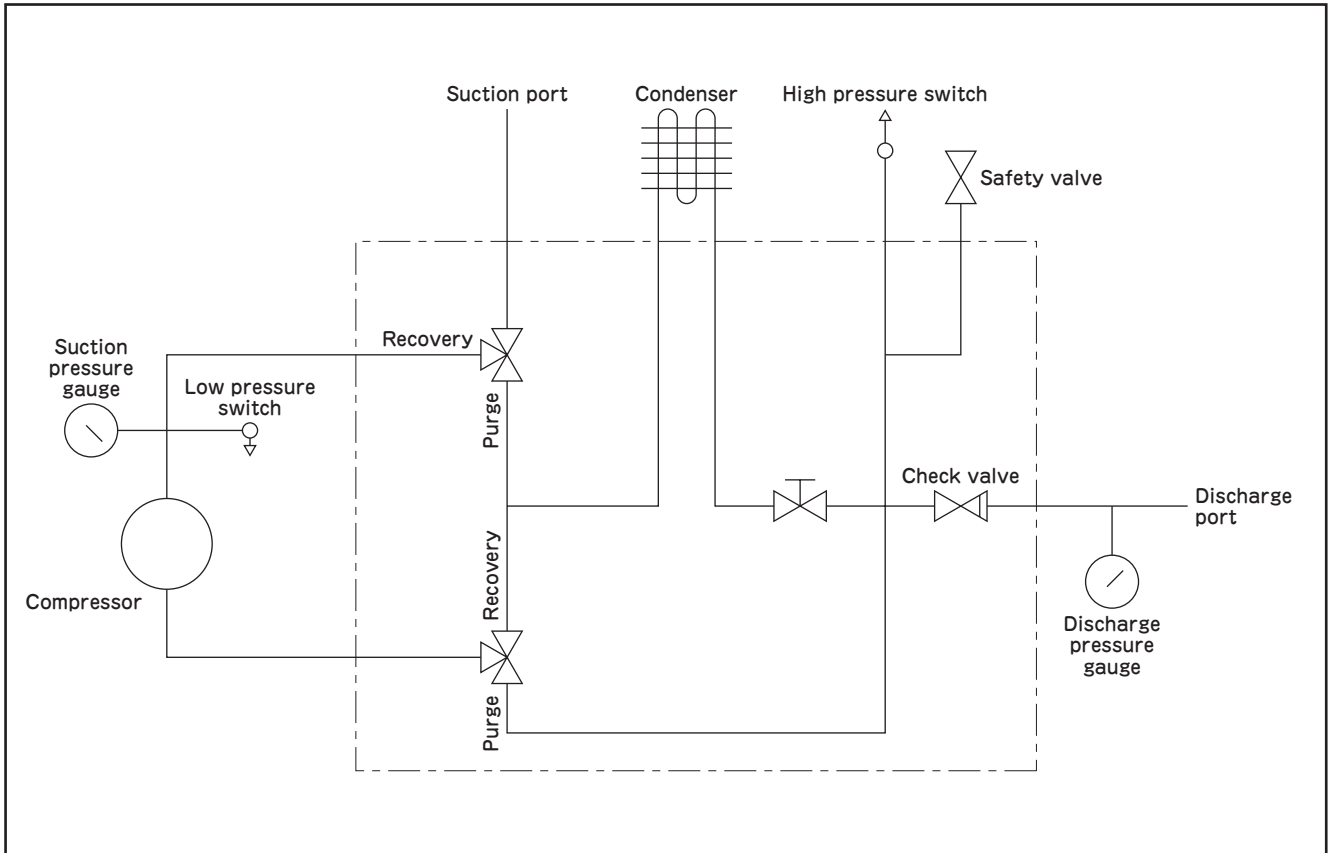 Suction port
Condenser
High pressure switch
Safety valve
Recovery
Suction
pressure
gauge
Low pressure
switch
Purge
Check valve
Discharge
port
Recovery
Compressor
Discharge
pressure
gauge
Purge